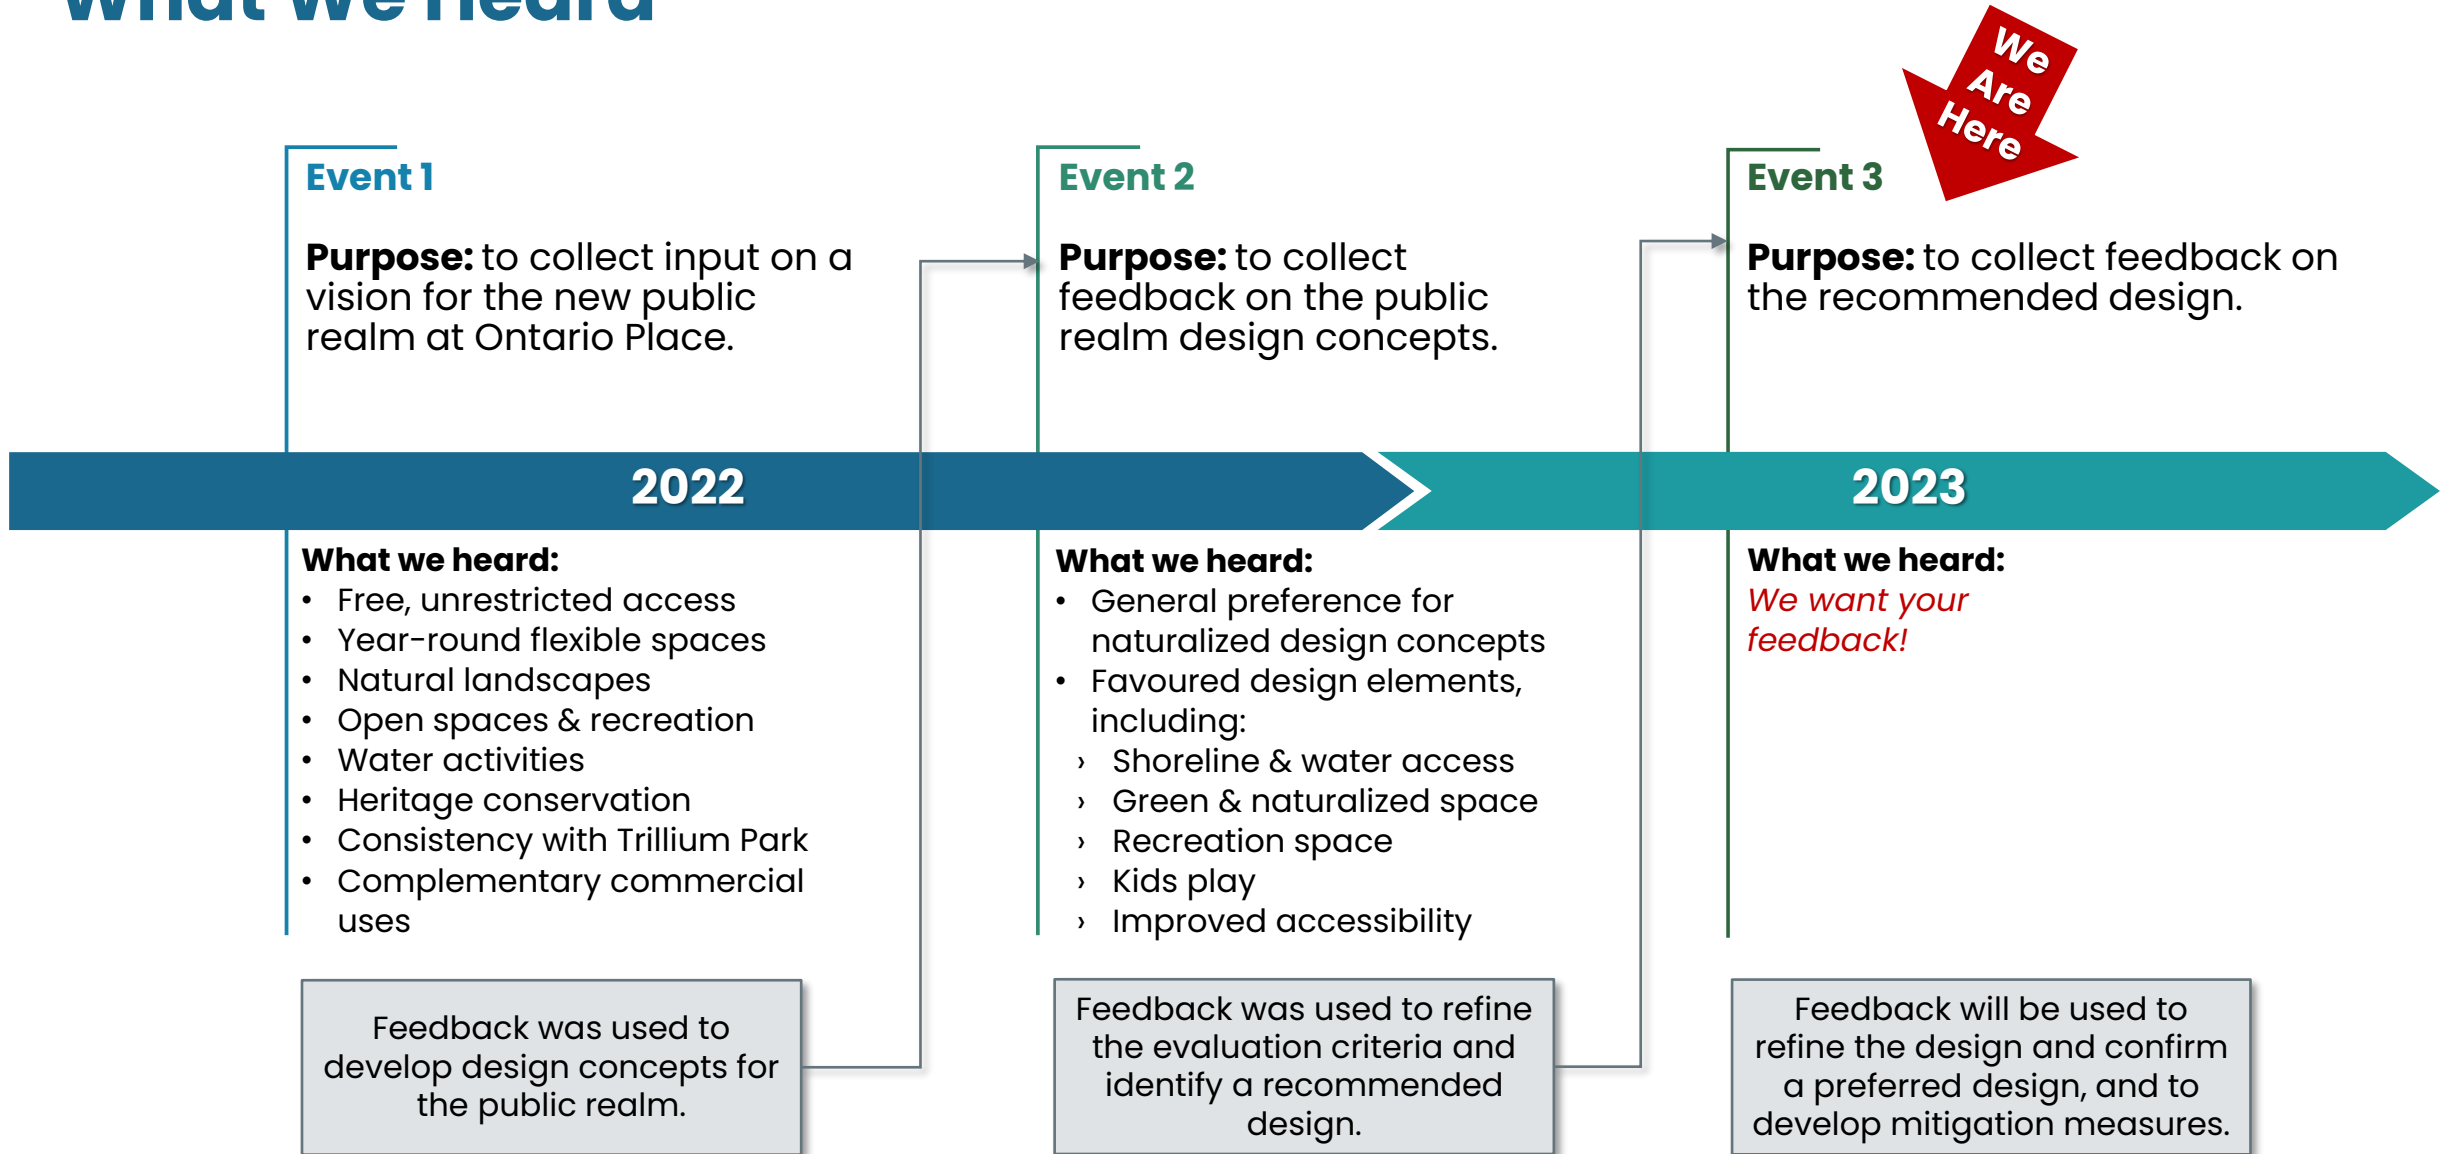 What We Heard
We
Are
Here
Event 1
Purpose: to collect input on a
vision for the new public
realm at Ontario Place.
Event 2
Purpose: to collect
feedback on the public
realm design concepts.
Event 3
Purpose: to collect feedback on
the recommended design.
2022
2023
What we heard:
• Free, unrestricted access
• Year-round flexible spaces
• Natural landscapes
• Open spaces & recreation
• Water activities
• Heritage conservation
• Consistency with Trillium Park
• Complementary commercial
uses
What we heard:
• General preference for
naturalized design concepts
• Favoured design elements,
including:
› Shoreline & water access
› Green & naturalized space
› Recreation space
› Kids play
› Improved accessibility
What we heard:
We want your
feedback!
Feedback was used to
develop design concepts for
the public realm.
Feedback was used to refine
the evaluation criteria and
identify a recommended
design.
Feedback will be used to
refine the design and confirm
a preferred design, and to
develop mitigation measures.